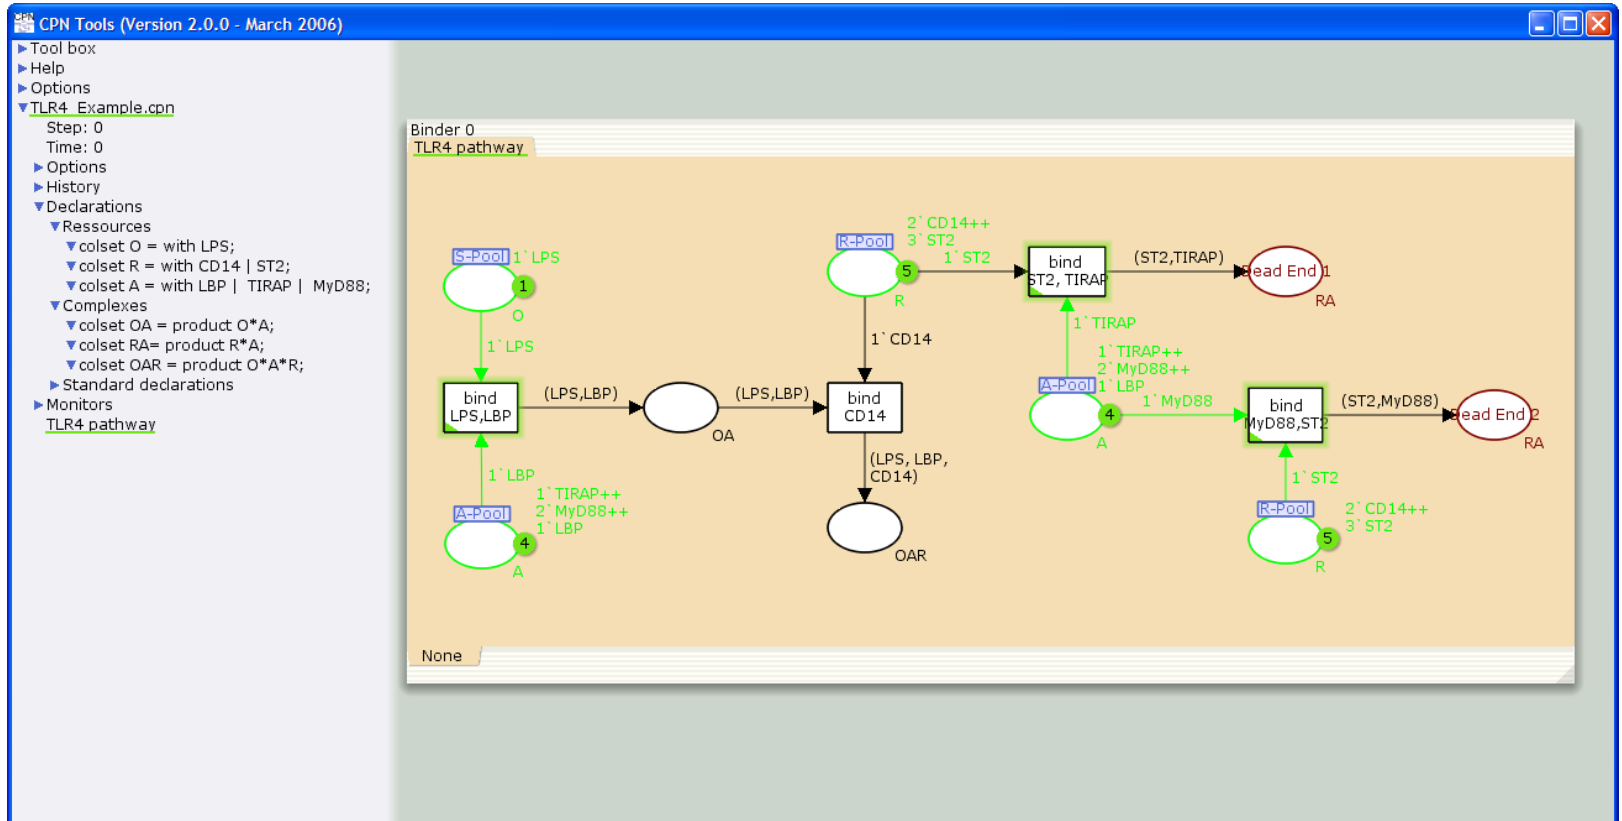 CPN Tools (Version 2.0.0 - March 2006)
Tool box
Help
Options
TLR4_Example.cpn
Step: 0
Time: 0
Options
History
Declarations
Ressources
colset O = with LPS;
colset R = with CD14 | ST2;
colset A = with LBP | TIRAP | MyD88;
Complexes
colset OA = product O*A;
colset RA= product R*A;
colset OAR = product O*A*R;
Standard declarations
Monitors
TLR4 pathway
Binder 0
TLR4 pathway
S-Pool
1`LPS
1
O
1`LPS
bind
LPS,LBP
(LPS,LBP)
OA
(LPS,LBP)
1`LBP
A-Pool
1`TIRAP++
2`MyD88++
1`LBP
4
A
R-Pool
2`CD14++
3`ST2
5
R
1`ST2
1`CD14
bind
CD14
(LPS, LBP,
CD14)
OAR
bind
ST2, TIRAP
(ST2,TIRAP)
Dead End 1
RA
1`TIRAP
A-Pool
1`TIRAP++
2`MyD88++
1`LBP
4
A
1`MyD88
bind
MyD88,ST2
(ST2,MyD88)
Dead End 2
RA
1`ST2
R-Pool
2`CD14++
3`ST2
5
R
None